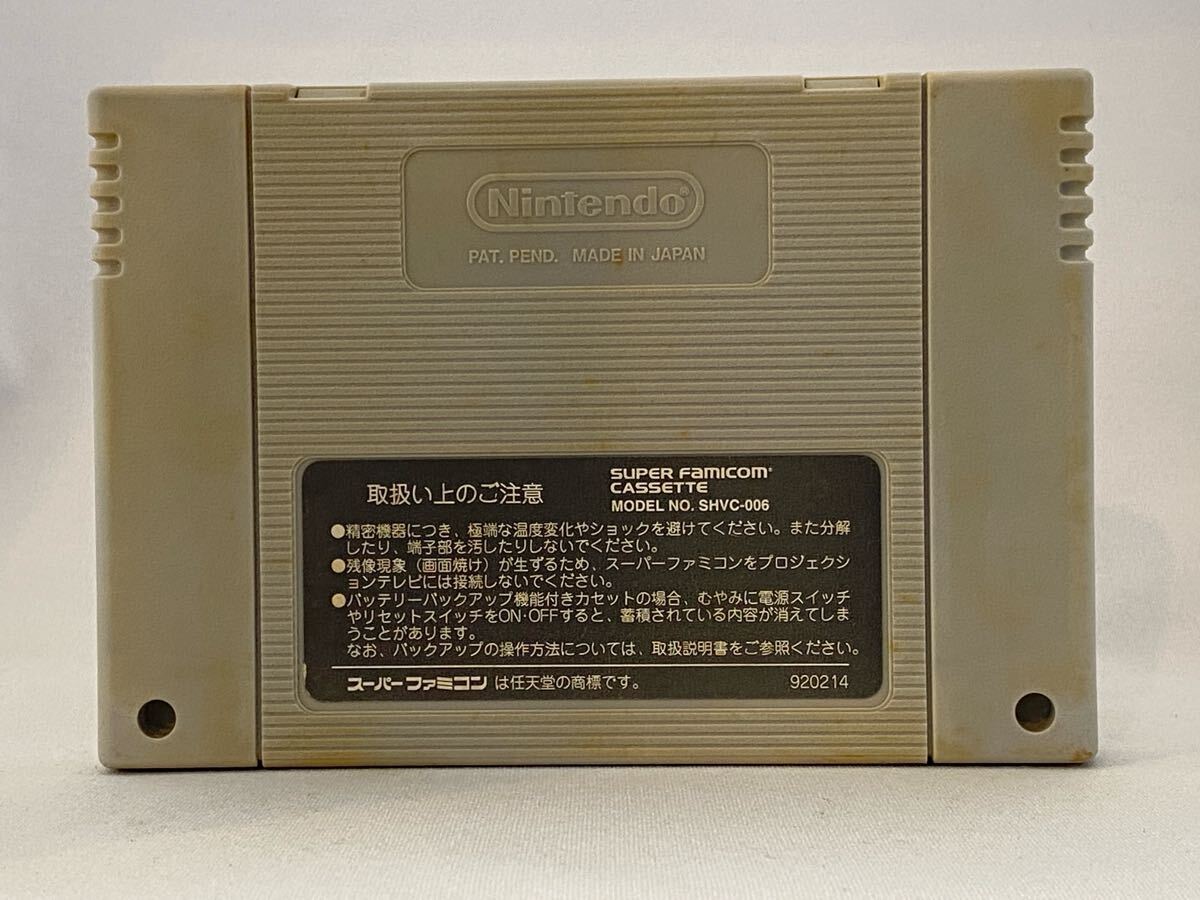 Nintendo®
PAT. PEND. MADE IN JAPAN
取扱い上のご注意
SUPER FAMICOM®
CASSETTE
MODEL NO. SHVC-006
●精密機器につき、極端な温度変化やショックを避けてください。また分解
したり、端子部を汚したりしないでください。
●残像現象（画面焼け）が生ずるため、スーパーファミコンをプロジェクシ
ョンテレビには接続しないでください。
●バッテリーバックアップ機能付きカセットの場合、むやみに電源スイッチ
やリセットスイッチをON・OFFすると、蓄積されている内容が消えてしま
うことがあります。
なお、バックアップの操作方法については、取扱説明書をご参照ください。
スーパーファミコン は任天堂の商標です。 920214